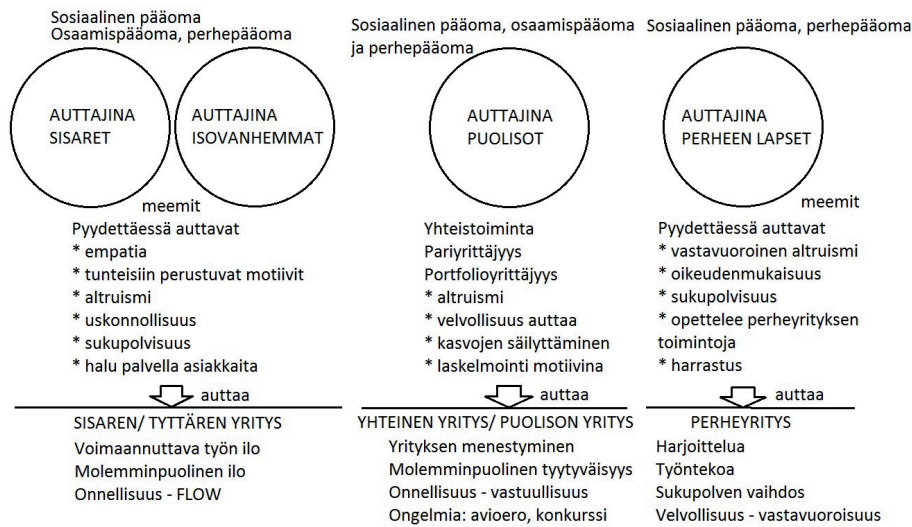 Sosiaalinen pääoma
Osaamispääoma, perhepääoma
AUTTAJINA
SISARET
AUTTAJINA
ISOVANHEMMAT
meemit
Pyydettäessä auttavat
* empatia
* tunteisiin perustuvat motiivit
* altruismi
* uskonnollisuus
* sukupolvisuus
* halu palvella asiakkaita
auttaa
SISAREN/ TYTTÄREN YRITYS
Voimaannuttava työn ilo
Molemminpuolinen ilo
Onnellisuus - FLOW
Sosiaalinen pääoma, osaamispääoma
ja perhepääoma
AUTTAJINA
PUOLISOT
Yhteistoiminta
Pariyrittäjyys
Portfolioyrittäjyys
* altruismi
* velvollisuus auttaa
* kasvojen säilyttäminen
* laskelmointi motiivina
auttaa
YHTEINEN YRITYS/ PUOLISON YRITYS
Yrityksen menestyminen
Molemminpuolinen tyytyväisyys
Onnellisuus - vastuullisuus
Ongelmia: avioero, konkurssi
Sosiaalinen pääoma, perhepääoma
AUTTAJINA
PERHEEN LAPSET
meemit
Pyydettäessä auttavat
* vastavuoroinen altruismi
* oikeudenmukaisuus
* sukupolvisuus
* opettelee perheyrityksen
toimintoja
* harrastus
auttaa
PERHEYRITYS
Harjoittelua
Työntekoa
Sukupolven vaihdos
Velvollisuus - vastavuoroisuus